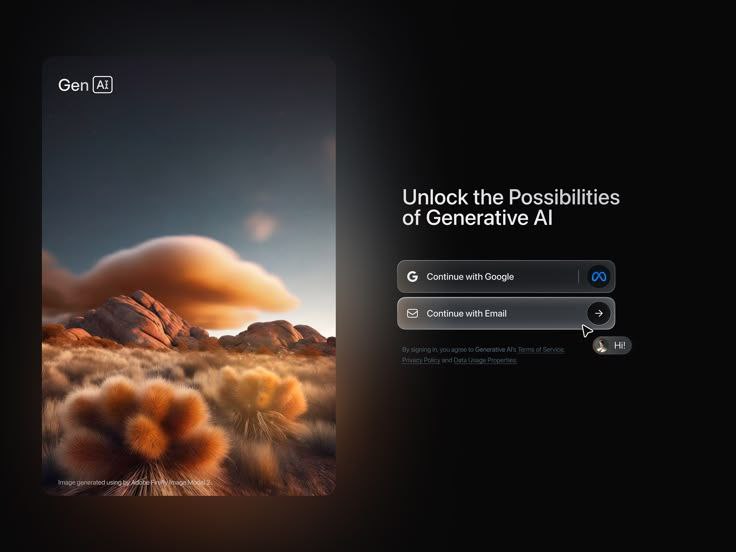 Gen AI
Unlock the Possibilities
of Generative AI
Continue with Google
Continue with Email
Hi!
By signing in, you agree to Generative AI's Terms of Service,
Privacy Policy and Data Usage Properties.
Image generated using by Adobe Firefly Image Model 2.